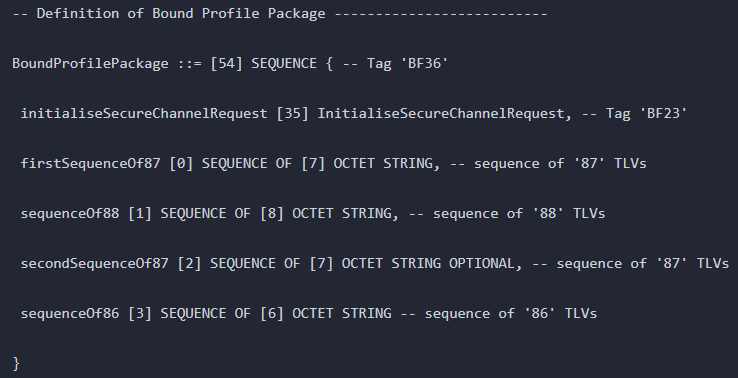 -- Definition of Bound Profile Package --------------------------
BoundProfilePackage ::= [54] SEQUENCE { -- Tag 'BF36'
initialiseSecureChannelRequest [35] InitialiseSecureChannelRequest, -- Tag 'BF23'
firstSequenceOf87 [0] SEQUENCE OF [7] OCTET STRING, -- sequence of '87' TLVs
sequenceOf88 [1] SEQUENCE OF [8] OCTET STRING, -- sequence of '88' TLVs
secondSequenceOf87 [2] SEQUENCE OF [7] OCTET STRING OPTIONAL, -- sequence of '87' TLVs
sequenceOf86 [3] SEQUENCE OF [6] OCTET STRING -- sequence of '86' TLVs
}